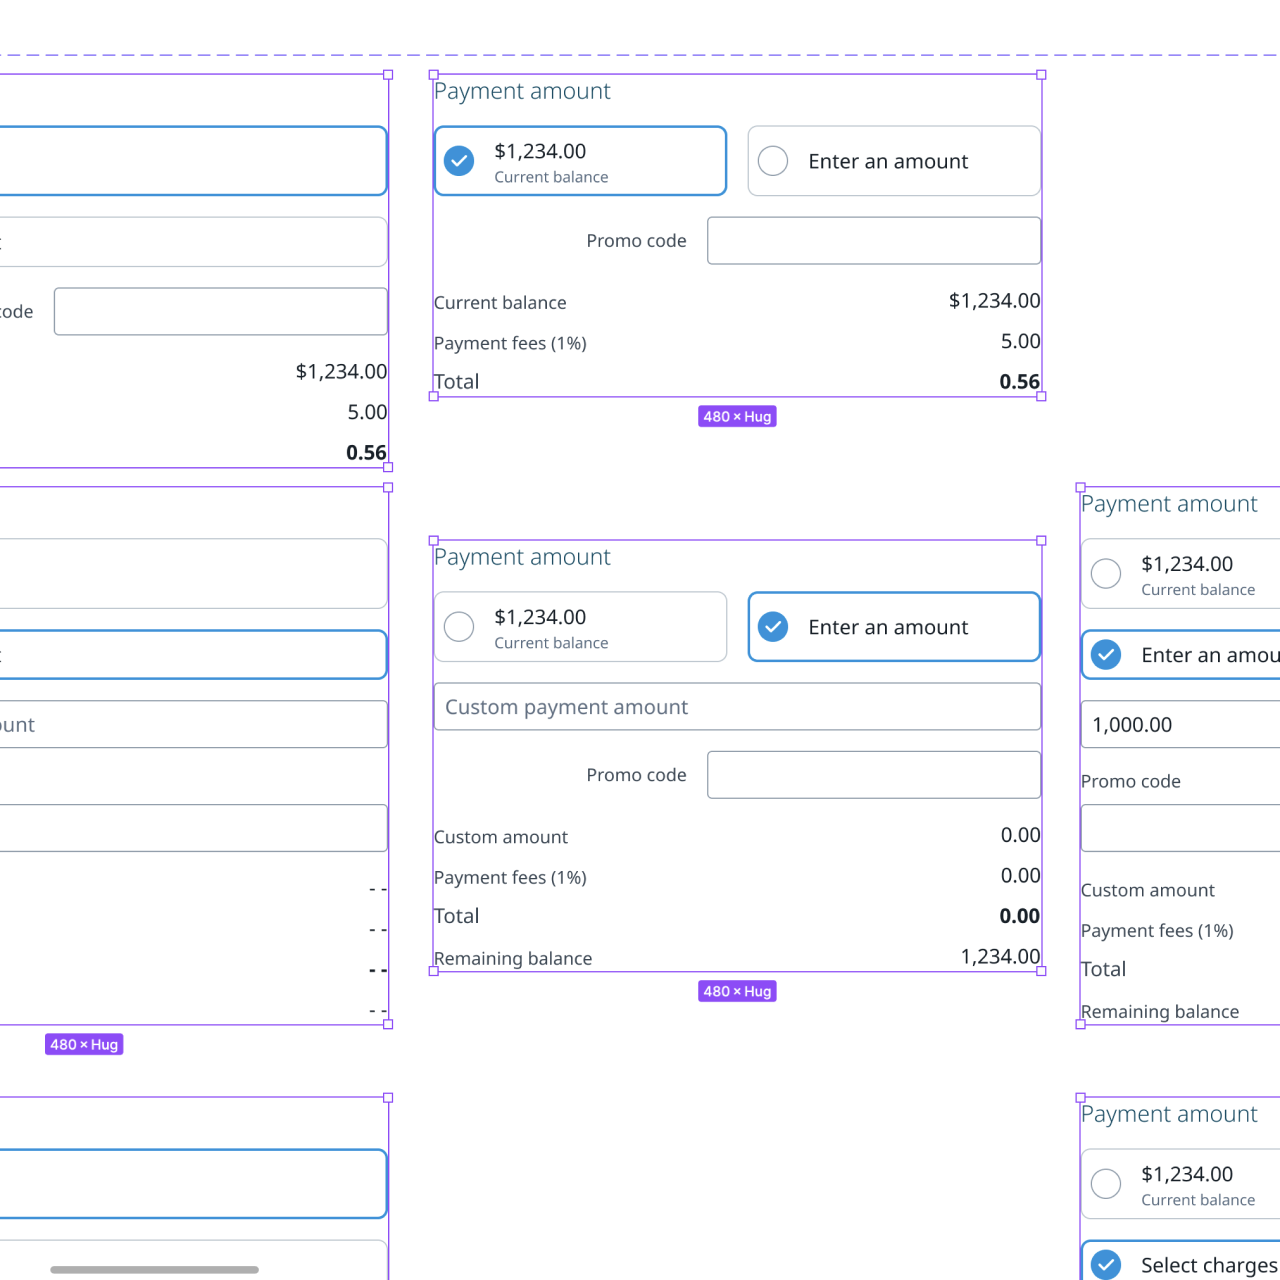 Payment amount
$1,234.00
Current balance
Enter an amount
Promo code
Current balance $1,234.00
Payment fees (1%) 5.00
Total 0.56
480 × Hug
code
$1,234.00
5.00
0.56
Payment amount
$1,234.00
Current balance
Enter an amount
Custom payment amount
Promo code
Custom amount 0.00
Payment fees (1%) 0.00
Total 0.00
Remaining balance 1,234.00
480 × Hug
- -
- -
- -
- -
480 × Hug
Payment amount
$1,234.00
Current balance
Enter an
1,000.00
Promo code
Custom amount
Payment fees (1%)
Total
Remaining balance
Payment amount
$1,234.00
Current balance
Select charges